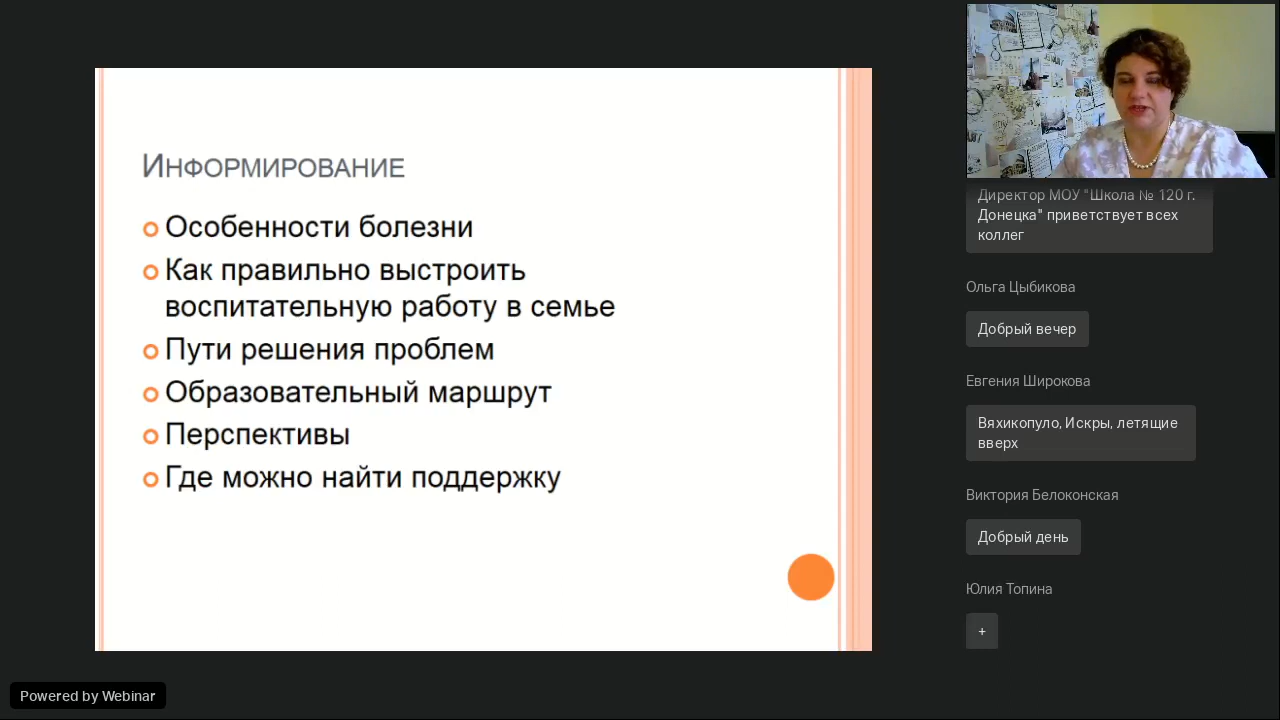 Информирование
Особенности болезни
Как правильно выстроить
воспитательную работу в семье
Пути решения проблем
Образовательный маршрут
Перспективы
Где можно найти поддержку
Директор МОУ "Школа № 120 г.
Донецка" приветствует всех
коллег
Ольга Цыбикова
Добрый вечер
Евгения Широкова
Вяхикопуло, Искры, летящие
вверх
Виктория Белоконская
Добрый день
Юлия Топина
+
Powered by Webinar